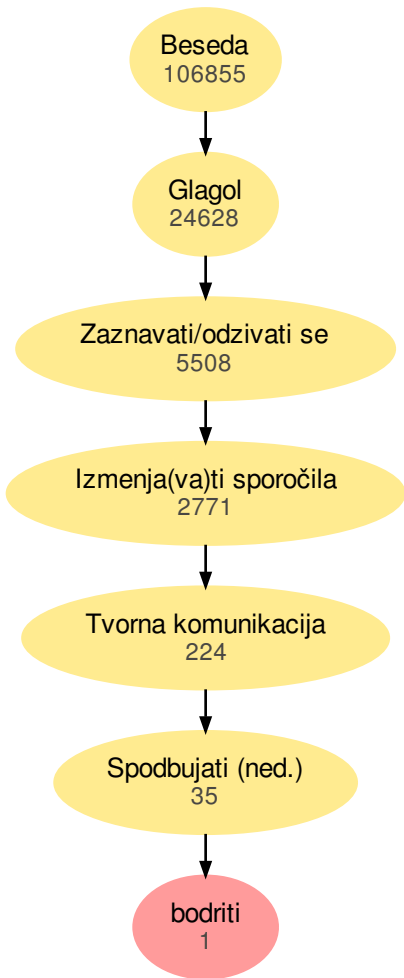 Beseda
106855
Glagol
24628
Zaznavati/odzivati se
5508
Izmenja(va)ti sporočila
2771
Tvorna komunikacija
224
Spodbujati (ned.)
35
bodriti
1